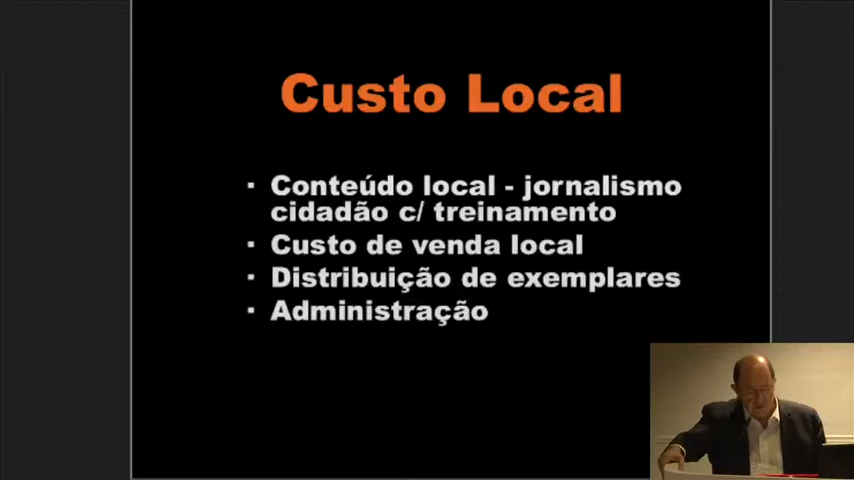 Custo Local
· Conteúdo local - jornalismo
cidadão c/ treinamento
· Custo de venda local
· Distribuição de exemplares
· Administração